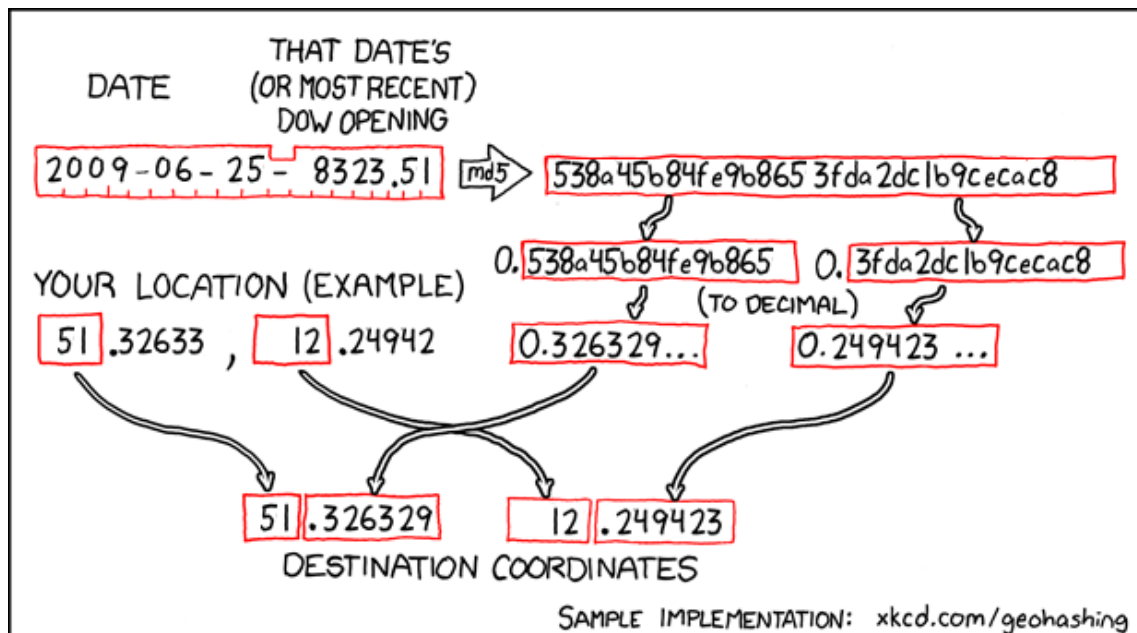 DATE
THAT DATE'S
(OR MOST RECENT)
DOW OPENING
2009-06-25-8323.51
md5
538a45b84fe9b8653fda2dc1b9cecac8
0.538a45b84fe9b865
0.3fda2dc1b9cecac8
(TO DECIMAL)
YOUR LOCATION (EXAMPLE)
51.32633, 12.24942
0.326329...
0.249423 ...
51.326329
12.249423
DESTINATION COORDINATES
SAMPLE IMPLEMENTATION: xkcd.com/geohashing